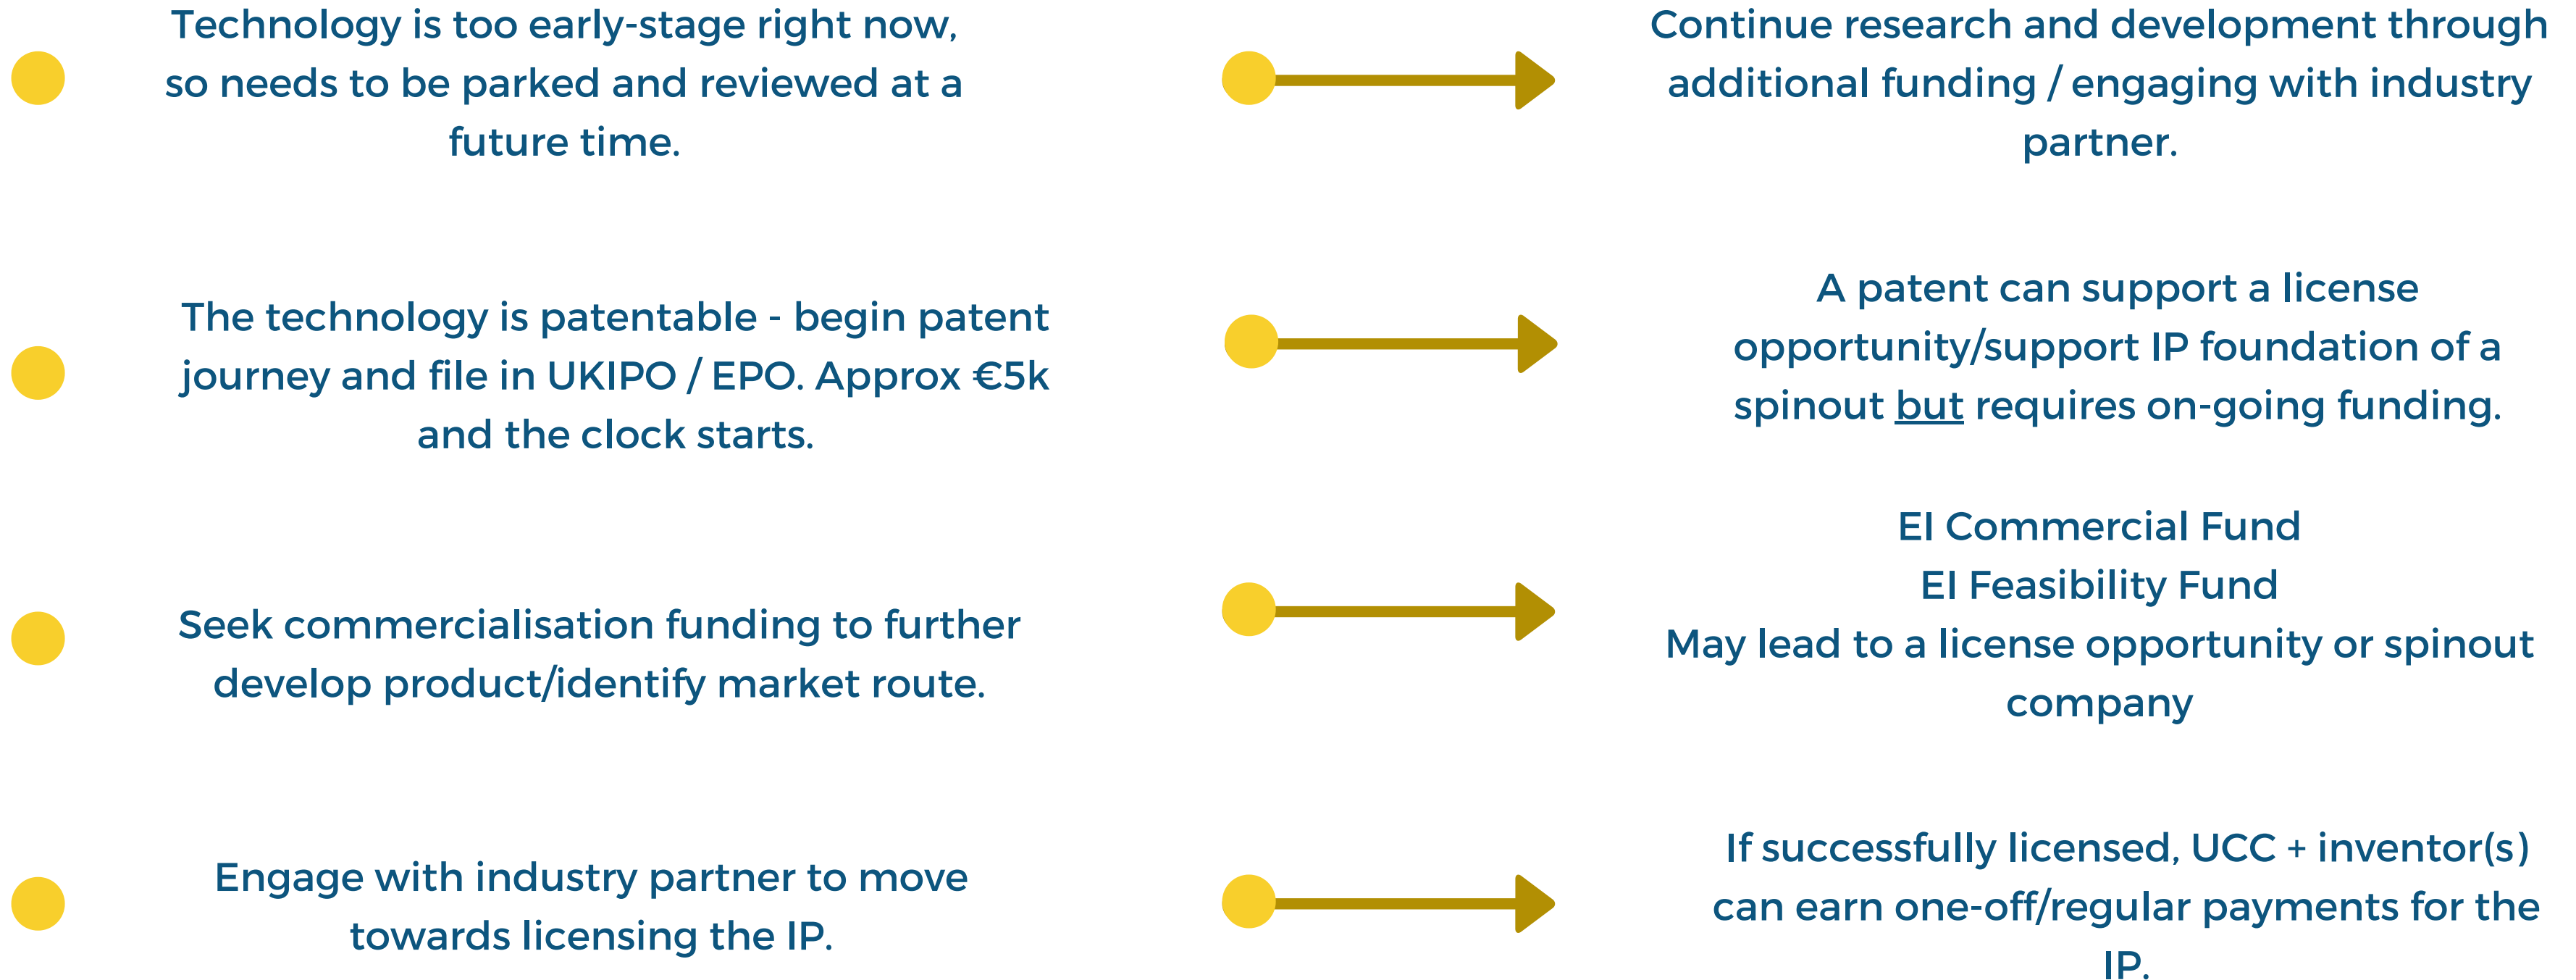 Technology is too early-stage right now,
so needs to be parked and reviewed at a
future time.
Continue research and development through
additional funding / engaging with industry
partner.
The technology is patentable - begin patent
journey and file in UKIPO / EPO. Approx €5k
and the clock starts.
A patent can support a license
opportunity/support IP foundation of a
spinout but requires on-going funding.
Seek commercialisation funding to further
develop product/identify market route.
EI Commercial Fund
EI Feasibility Fund
May lead to a license opportunity or spinout
company
Engage with industry partner to move
towards licensing the IP.
If successfully licensed, UCC + inventor(s)
can earn one-off/regular payments for the
IP.